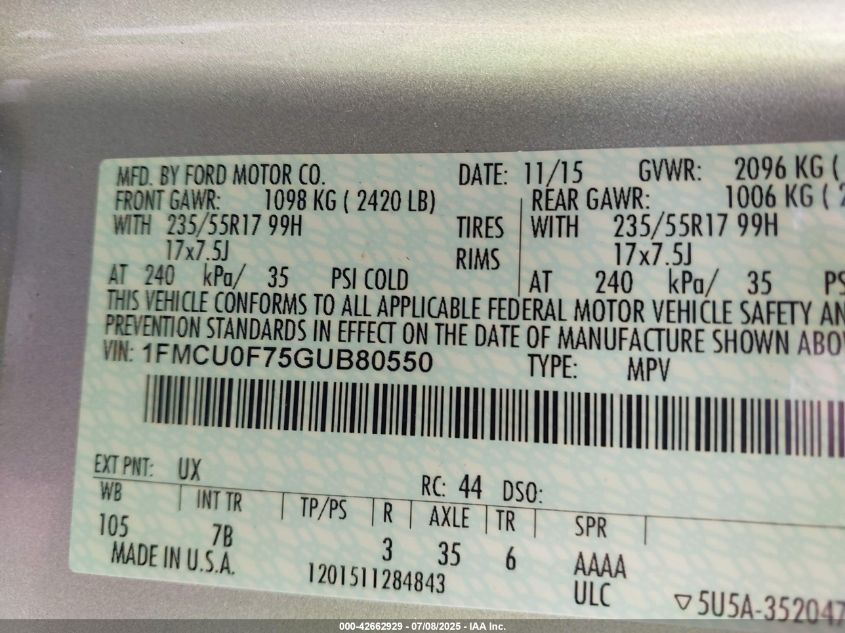 MFD. BY FORD MOTOR CO. DATE: 11/15 GVWR: 2096 KG (
FRONT GAWR: 1098 KG ( 2420 LB) REAR GAWR: 1006 KG ( 2
WITH 235/55R17 99H TIRES WITH 235/55R17 99H
17x7.5J RIMS 17x7.5J
AT 240 kPa/ 35 PSI COLD AT 240 kPa/ 35 PS
THIS VEHICLE CONFORMS TO ALL APPLICABLE FEDERAL MOTOR VEHICLE SAFETY AN
PREVENTION STANDARDS IN EFFECT ON THE DATE OF MANUFACTURE SHOWN ABO
VIN: 1FMCU0F75GUB80550 TYPE: MPV
EXT PNT: UX RC: 44 DSO:
WB INT TR TP/PS R AXLE TR SPR
105 7B 3 35 6 AAAA
MADE IN U.S.A. 1201511284843 ULC ▽5U5A-352047
000-42662929 - 07/08/2025 - IAA Inc.